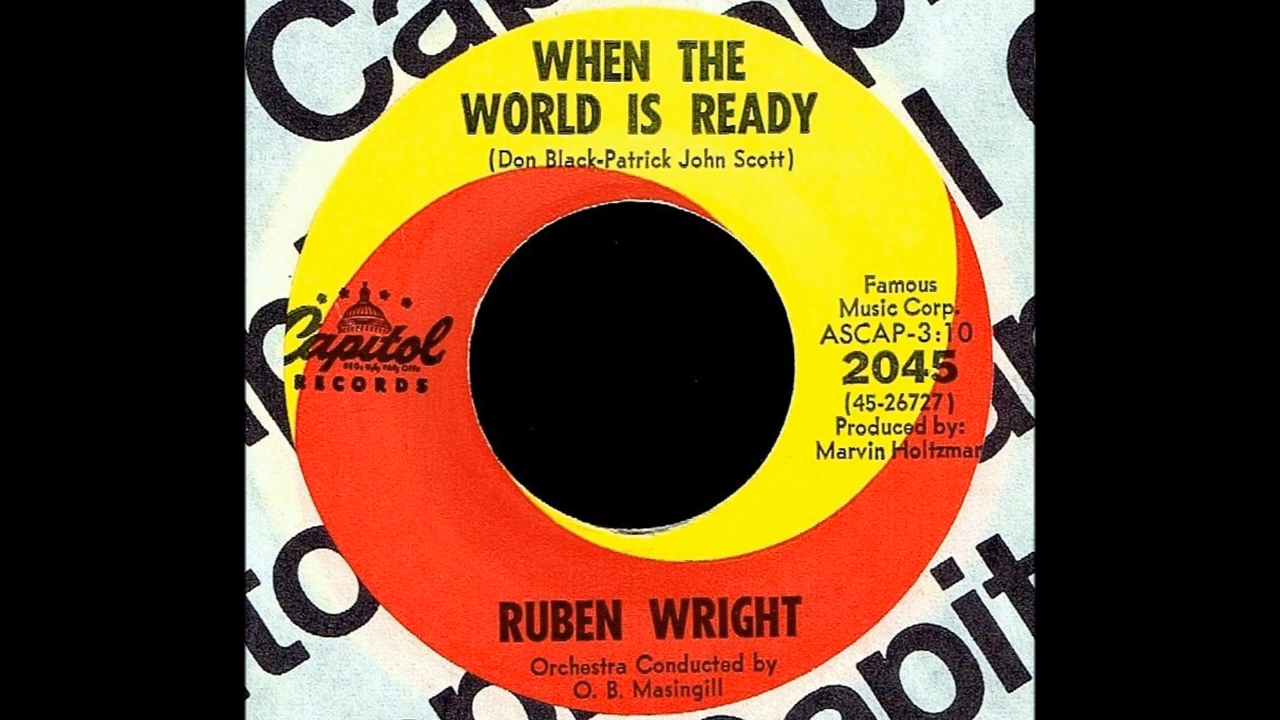 WHEN THE
WORLD IS READY
(Don Black-Patrick John Scott)
Capitol
RECORDS
Famous
Music Corp.
ASCAP-3:10
2045
(45-26727)
Produced by:
Marvin Holtzman
RUBEN WRIGHT
Orchestra Conducted by
O. B. Masingill